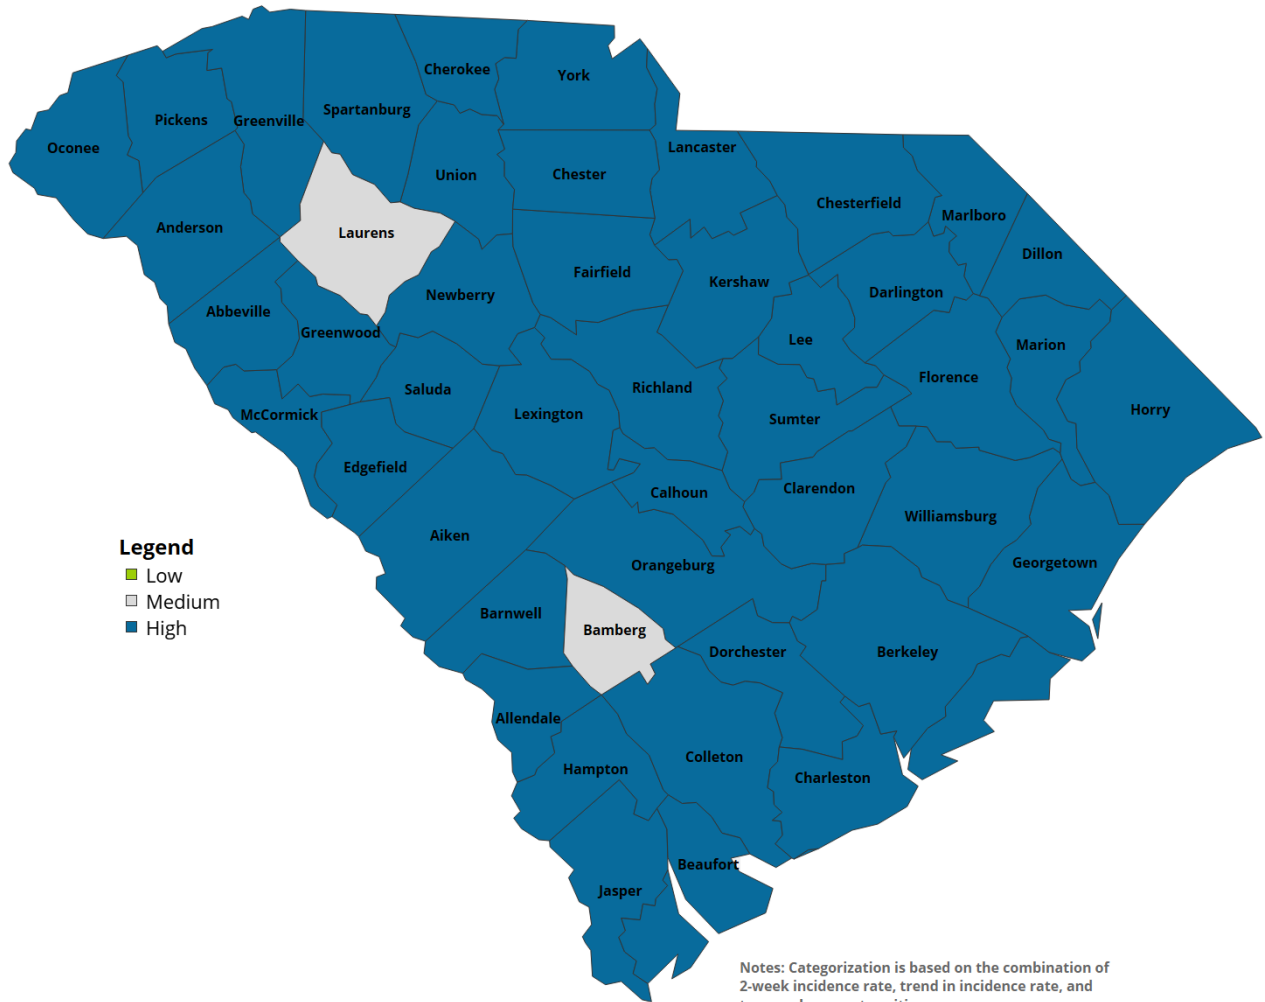 Cherokee
York
Spartanburg
Pickens
Greenville
Oconee
Lancaster
Union
Chester
Chesterfield
Marlboro
Anderson
Laurens
Dillon
Fairfield
Kershaw
Darlington
Newberry
Abbeville
Greenwood
Lee
Marion
Florence
Richland
Saluda
Horry
Lexington
McCormick
Sumter
Edgefield
Calhoun
Clarendon
Williamsburg
Aiken
Legend
Low
Medium
High
Orangeburg
Georgetown
Barnwell
Bamberg
Dorchester
Berkeley
Allendale
Colleton
Hampton
Charleston
Beaufort
Jasper
Notes: Categorization is based on the combination of
2-week incidence rate, trend in incidence rate, and